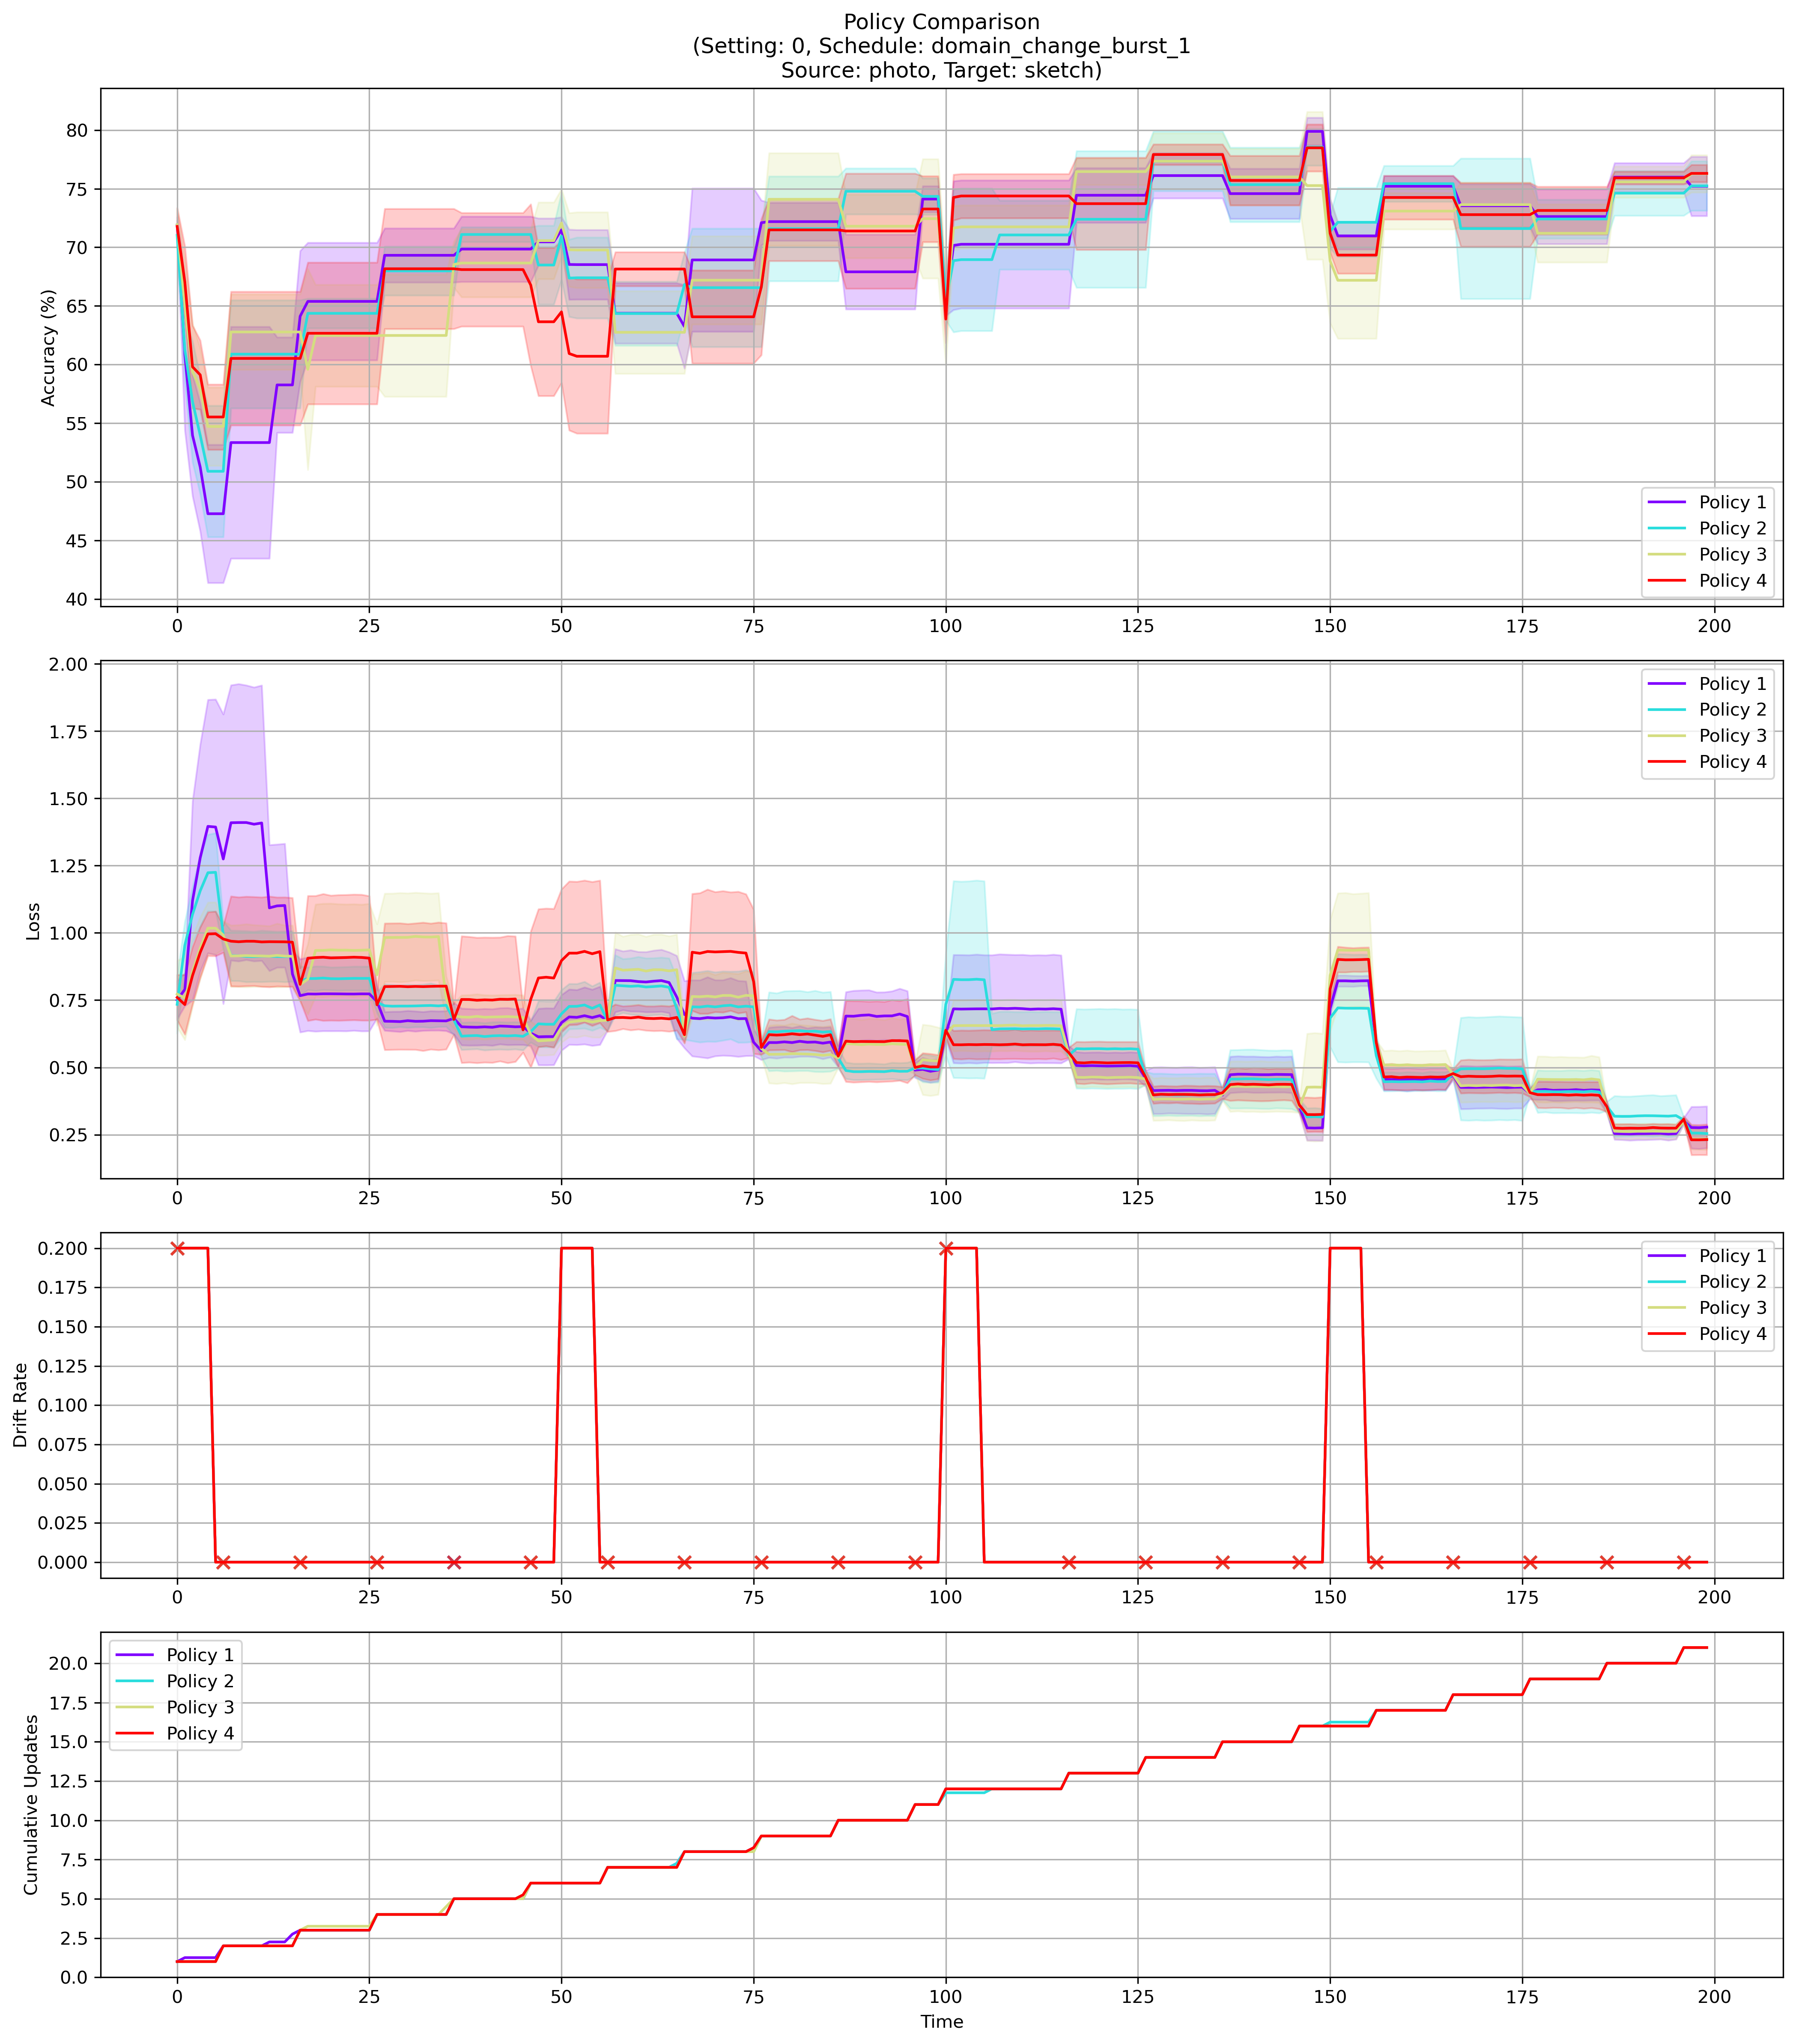 Policy Comparison
(Setting: 0, Schedule: domain_change_burst_1
Source: photo, Target: sketch)
Accuracy (%)
80
75
70
65
60
55
50
45
40
Policy 1
Policy 2
Policy 3
Policy 4
0 25 50 75 100 125 150 175 200
Loss
2.00
1.75
1.50
1.25
1.00
0.75
0.50
0.25
Policy 1
Policy 2
Policy 3
Policy 4
0 25 50 75 100 125 150 175 200
Drift Rate
0.200
0.175
0.150
0.125
0.100
0.075
0.050
0.025
0.000
Policy 1
Policy 2
Policy 3
Policy 4
0 25 50 75 100 125 150 175 200
Cumulative Updates
20.0
17.5
15.0
12.5
10.0
7.5
5.0
2.5
0.0
Policy 1
Policy 2
Policy 3
Policy 4
0 25 50 75 100 125 150 175 200
Time